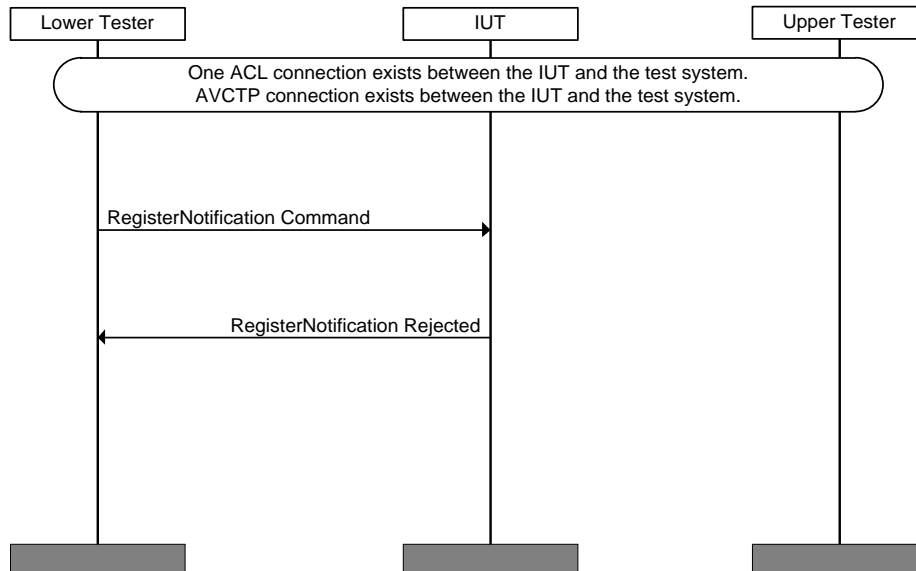 Lower Tester
IUT
Upper Tester
One ACL connection exists between the IUT and the test system.
AVCTP connection exists between the IUT and the test system.
RegisterNotification Command
RegisterNotification Rejected